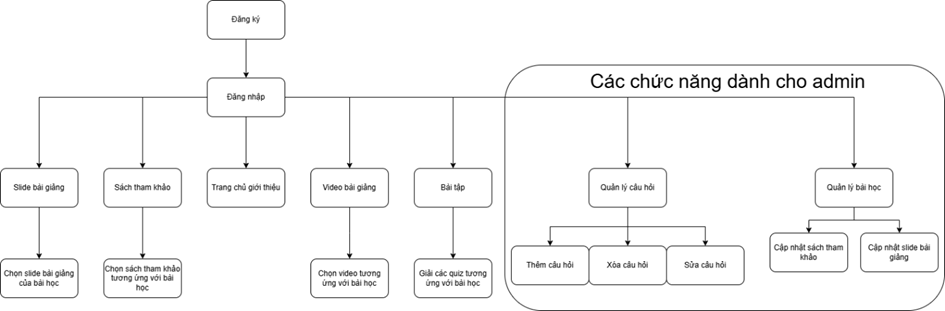 Đăng ký
Đăng nhập
Các chức năng dành cho admin
Slide bài giảng
Sách tham khảo
Trang chủ giới thiệu
Video bài giảng
Bài tập
Quản lý câu hỏi
Quản lý bài học
Chọn slide bài giảng
của bài học
Chọn sách tham khảo
tương ứng với bài
học
Chọn video tương
ứng với bài học
Giải các quiz tương
ứng với bài học
Thêm câu hỏi
Xóa câu hỏi
Sửa câu hỏi
Cập nhật sách tham
khảo
Cập nhật slide bài
giảng